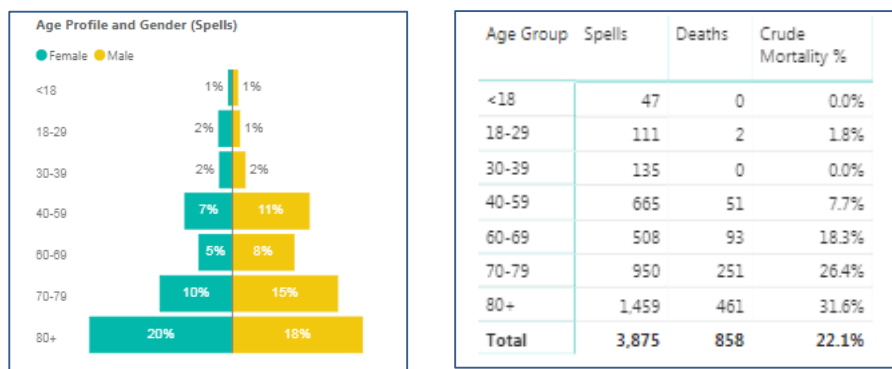 Age Profile and Gender (Spells)
Female Male
<18 1% 1%
18-29 2% 1%
30-39 2% 2%
40-59 7% 11%
60-69 5% 8%
70-79 10% 15%
80+ 20% 18%
Age Group Spells Deaths Crude
Mortality %
<18 47 0 0.0%
18-29 111 2 1.8%
30-39 135 0 0.0%
40-59 665 51 7.7%
60-69 508 93 18.3%
70-79 950 251 26.4%
80+ 1,459 461 31.6%
Total 3,875 858 22.1%